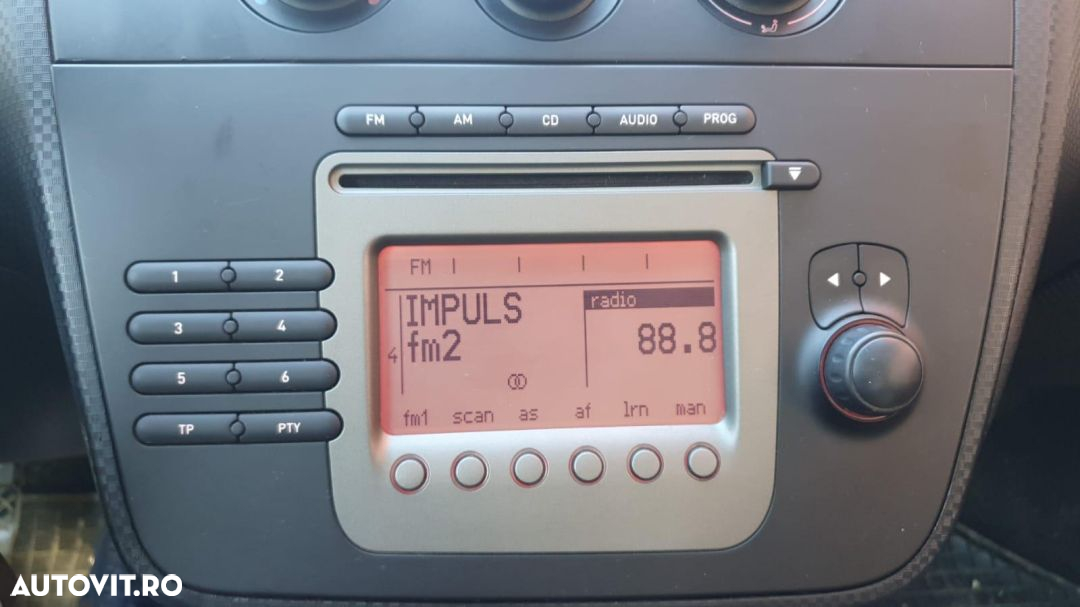 FM AM CD AUDIO PROG
FM
IMPULS
radio
fm2
88.8
4
fm1 scan as af lrn man
1 2
3 4
5 6
TP PTY
AUTOVIT.RO